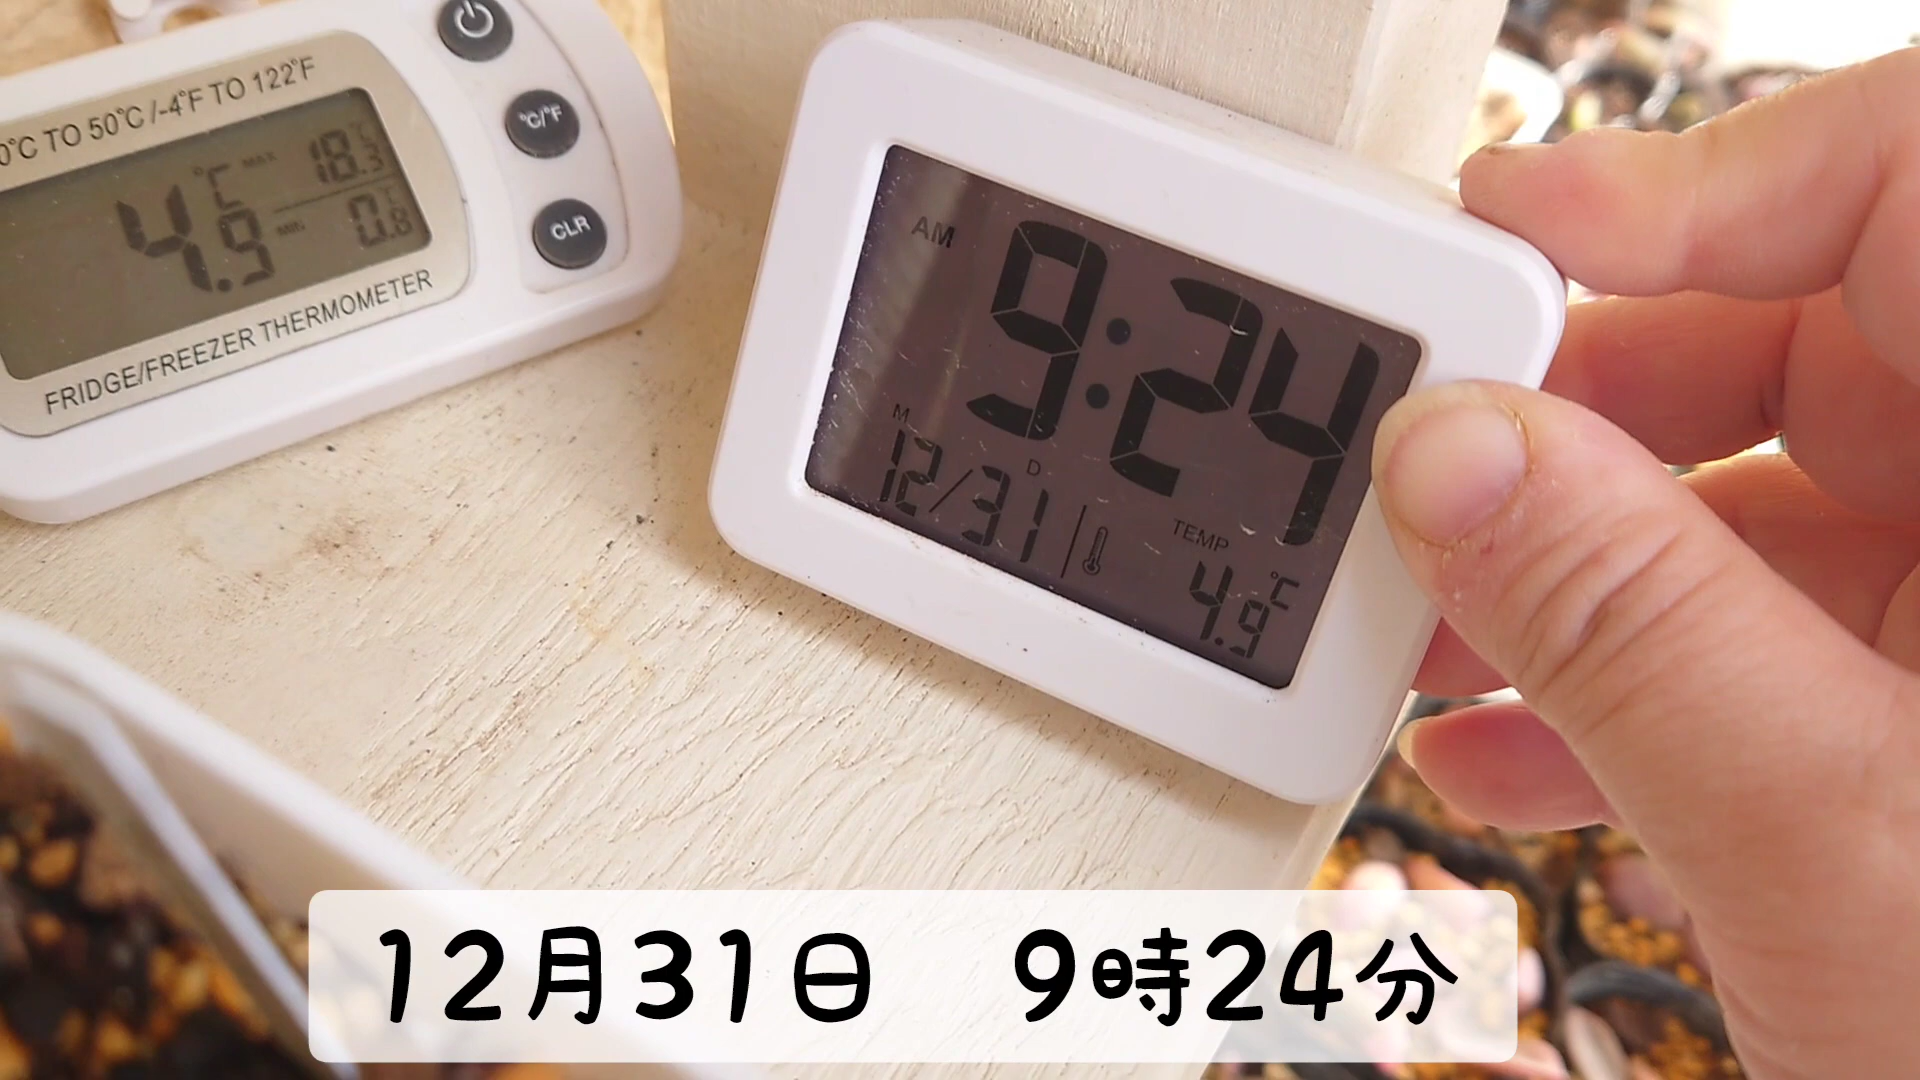 0°C TO 50°C /-4°F TO 122°F
4.9 °C
MAX 18.3 °C
MIN 0.8 °C
FRIDGE/FREEZER THERMOMETER
°C/°F
CLR
AM 9:24
M D
12/31
TEMP
4.9 °C
12月31日 9時24分